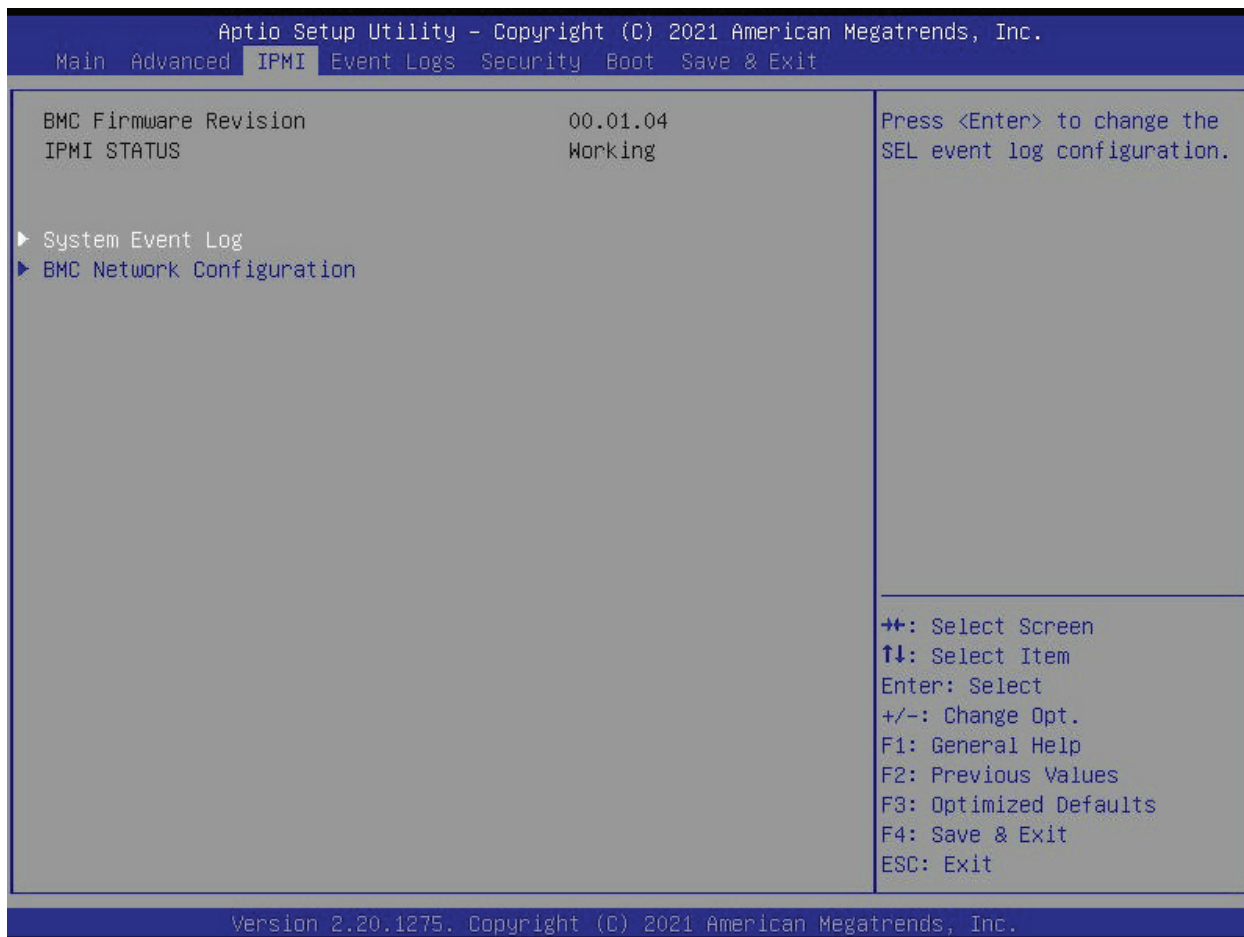 Aptio Setup Utility – Copyright (C) 2021 American Megatrends, Inc.
Main Advanced IPMI Event Logs Security Boot Save & Exit
BMC Firmware Revision 00.01.04
IPMI STATUS Working
▶ System Event Log
▶ BMC Network Configuration
Press <Enter> to change the
SEL event log configuration.
→←: Select Screen
↑↓: Select Item
Enter: Select
+/-: Change Opt.
F1: General Help
F2: Previous Values
F3: Optimized Defaults
F4: Save & Exit
ESC: Exit
Version 2.20.1275. Copyright (C) 2021 American Megatrends, Inc.